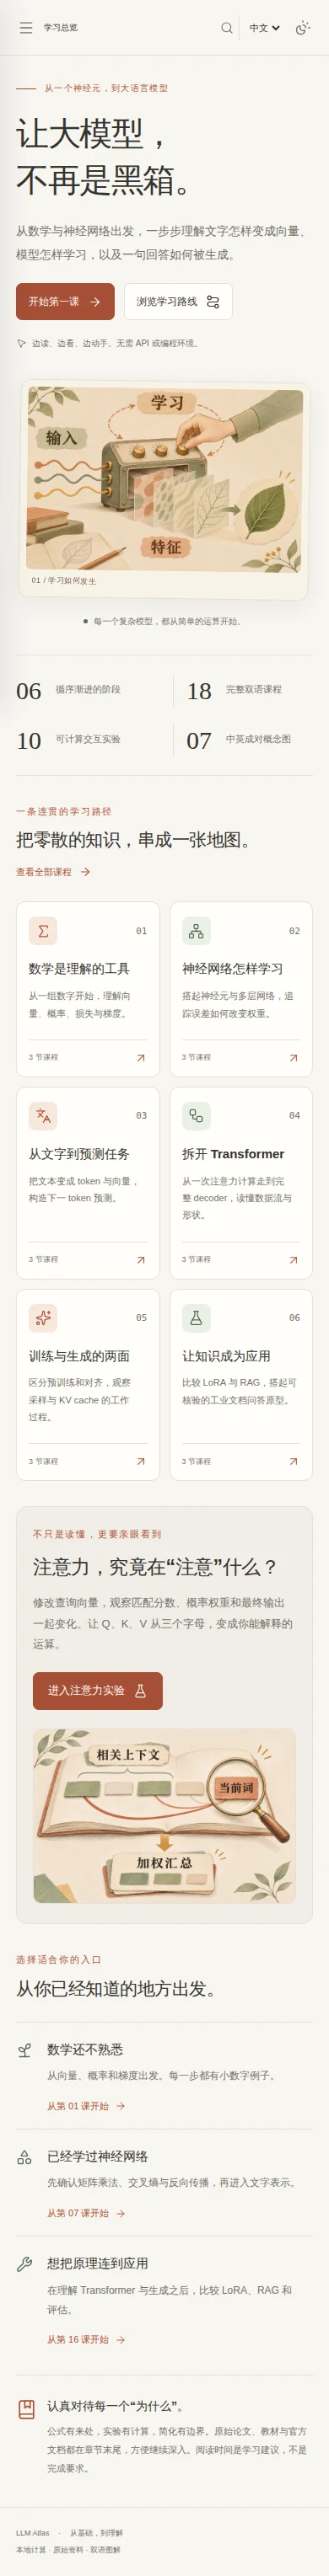 学习总览
中文
从一个神经元，到大语言模型
让大模型，
不再是黑箱。
从数学与神经网络出发，一步步理解文字怎样变成向量、
模型怎样学习，以及一句回答如何被生成。
开始第一课
浏览学习路线
边读、边看、边动手。无需 API 或编程环境。
学习
输入
特征
01 / 学习如何发生
每一个复杂模型，都从简单的运算开始。
06 循序渐进的阶段
18 完整双语课程
10 可计算交互实验
07 中英成对概念图
一条连贯的学习路径
把零散的知识，串成一张地图。
查看全部课程
01
数学是理解的工具
从一组数字开始，理解向
量、概率、损失与梯度。
3 节课程
02
神经网络怎样学习
搭起神经元与多层网络，追
踪误差如何改变权重。
3 节课程
03
从文字到预测任务
把文本变成 token 与向量，
构造下一 token 预测。
3 节课程
04
拆开 Transformer
从一次注意力计算走到完
整 decoder，读懂数据流与
形状。
3 节课程
05
训练与生成的两面
区分预训练和对齐，观察
采样与 KV cache 的工作
过程。
3 节课程
06
让知识成为应用
比较 LoRA 与 RAG，搭起可
核验的工业文档问答原型。
3 节课程
不只是读懂，更要亲眼看到
注意力，究竟在“注意”什么？
修改查询向量，观察匹配分数、概率权重和最终输出
一起变化。让 Q、K、V 从三个字母，变成你能解释的
运算。
进入注意力实验
相关上下文
当前词
加权汇总
选择适合你的入口
从你已经知道的地方出发。
数学还不熟悉
从向量、概率和梯度出发。每一步都有小数字例子。
从第 01 课开始
已经学过神经网络
先确认矩阵乘法、交叉熵与反向传播，再进入文字表示。
从第 07 课开始
想把原理连到应用
在理解 Transformer 与生成之后，比较 LoRA、RAG 和
评估。
从第 16 课开始
认真对待每一个“为什么”。
公式有来处，实验有计算，简化有边界。原始论文、教材与官方
文档都在章节末尾，方便继续深入。阅读时间是学习建议，不是
完成要求。
LLM Atlas · 从基础，到理解
本地计算 · 原始资料 · 双语图解